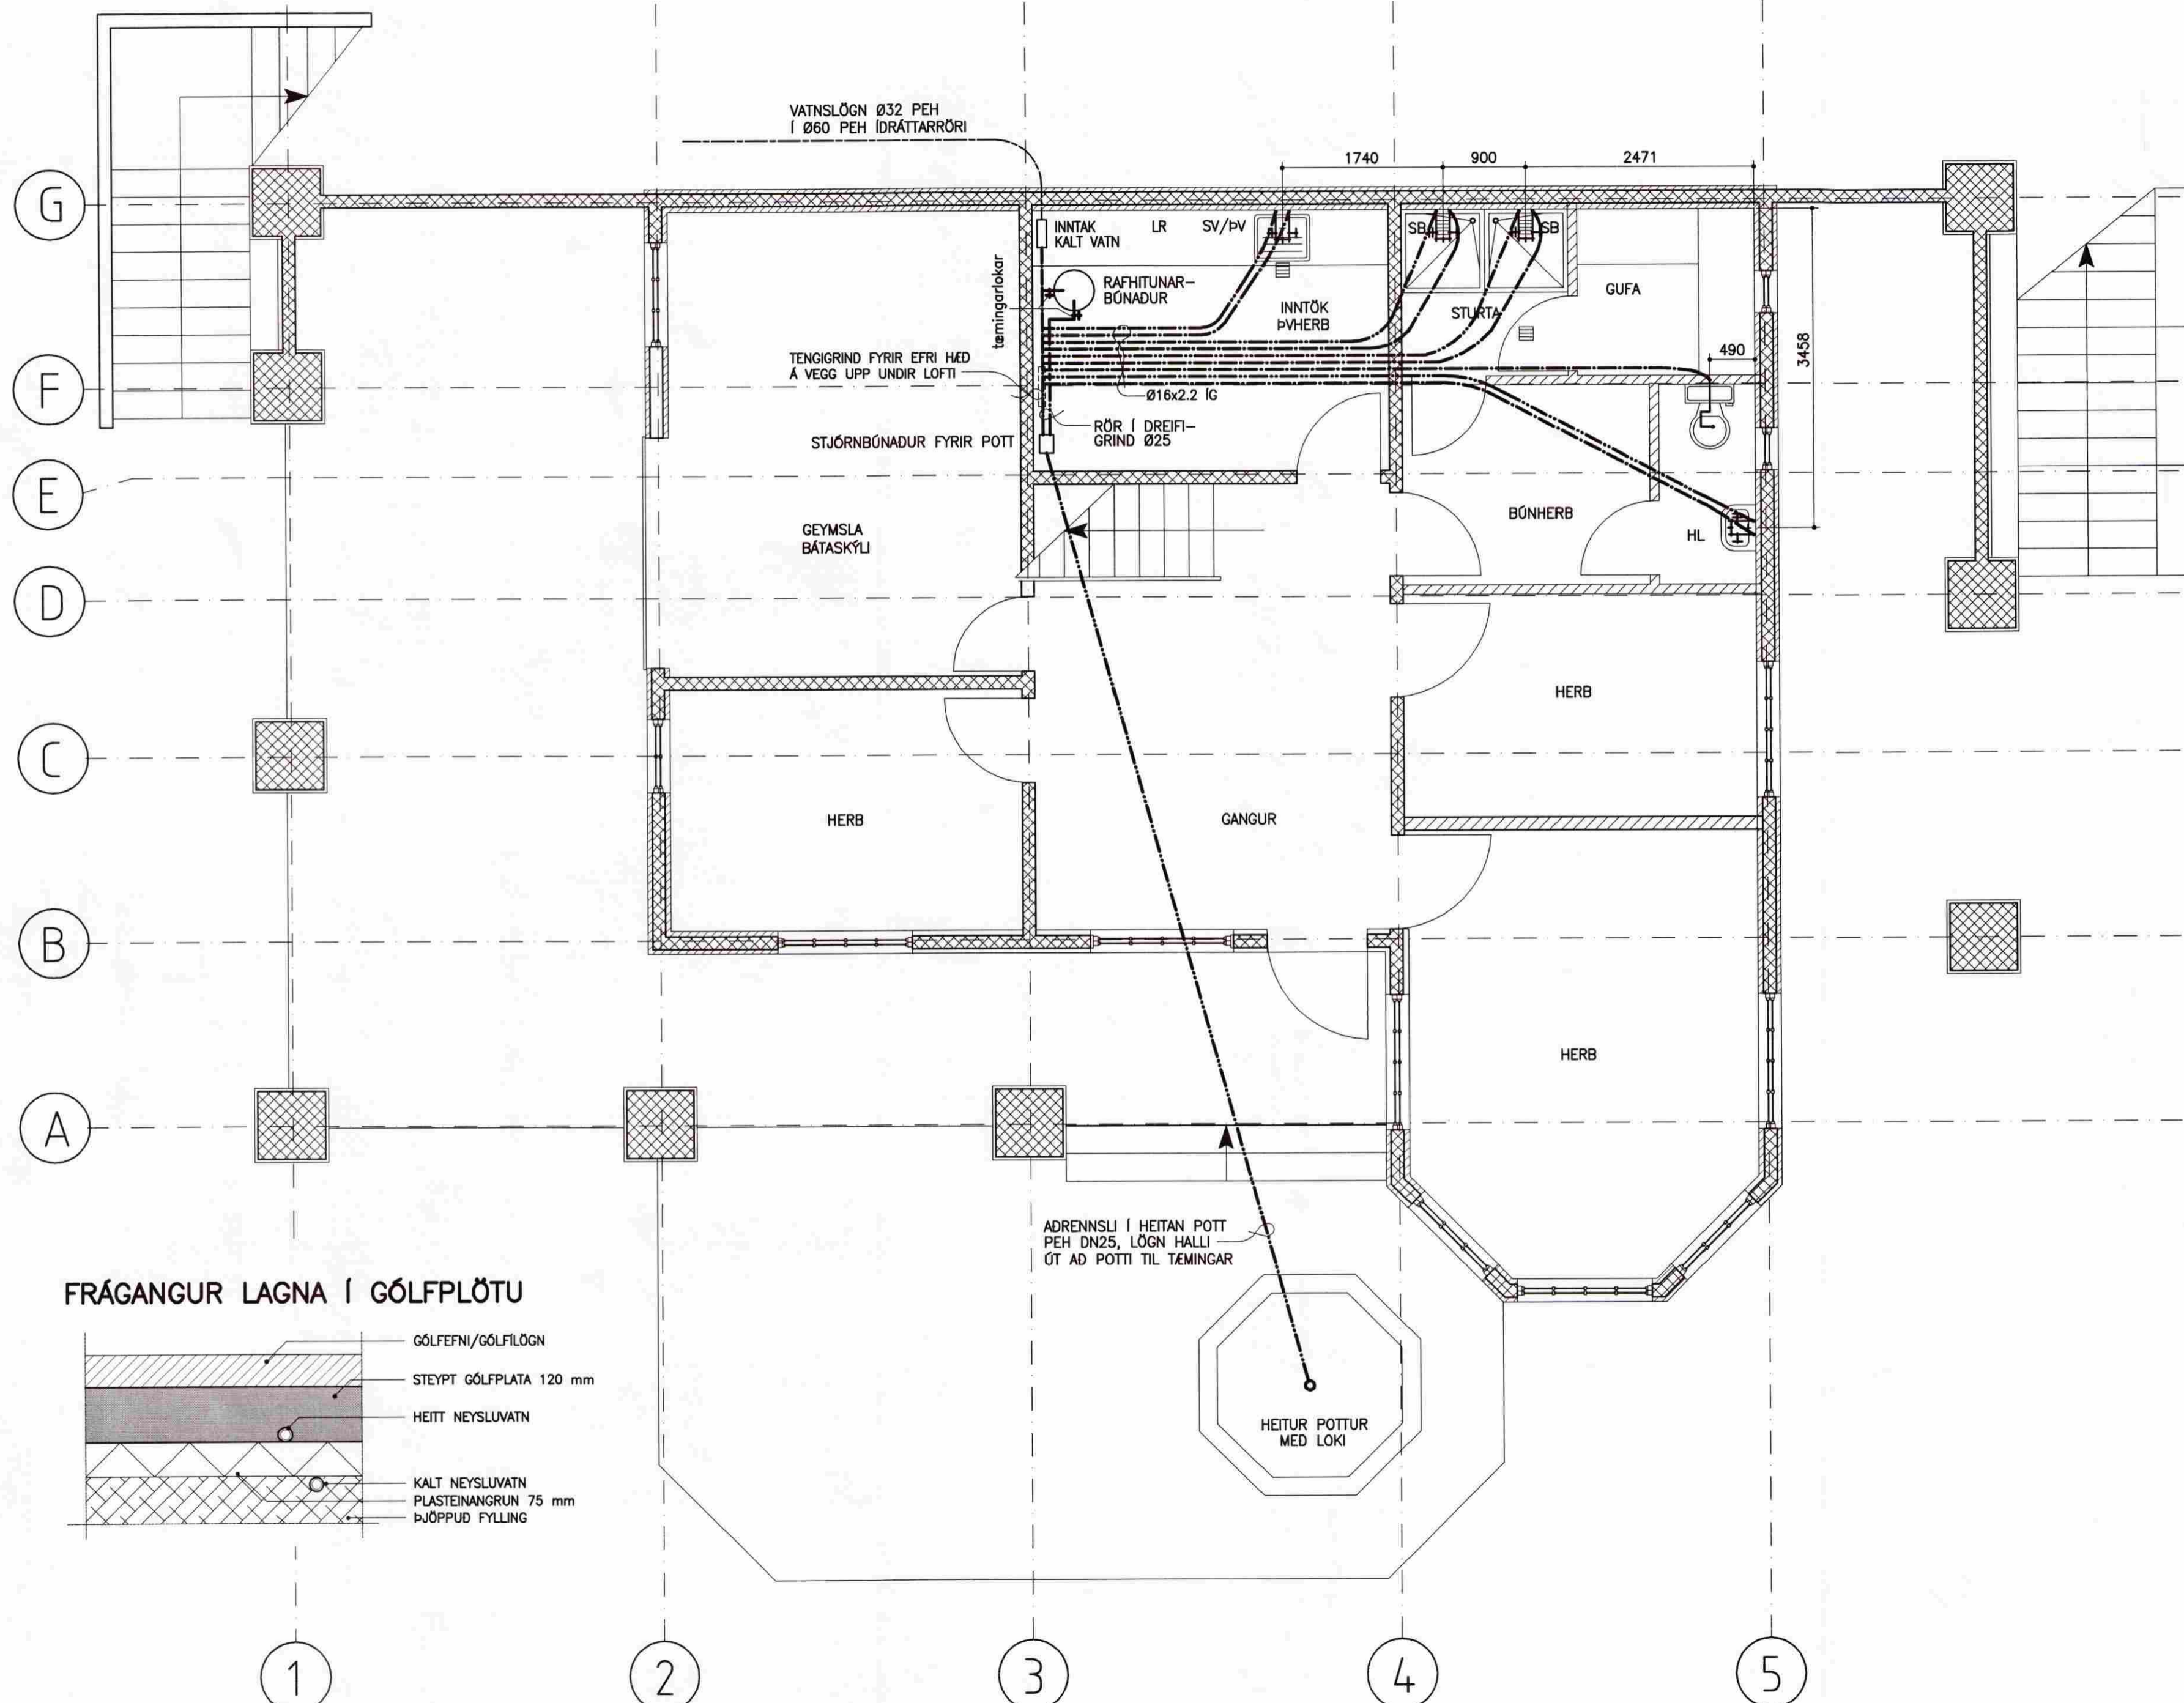 VATNSLÖGN Ø32 PEH
Í Ø60 PEH ÍDRÁTTARRÖRI
1740
900
2471
G
INNTAK
KALT VATN
LR
SV/ÞV
SB
SB
tæmingarlokar
RAFHITUNAR-
BÚNAÐUR
INNTÖK
ÞVHERB
STURTA
GUFA
490
3458
F
TENGIGRIND FYRIR EFRI HÆÐ
Á VEGG UPP UNDIR LOFTI
Ø16x2.2 ÍG
RÖR Í DREIFI-
GRIND Ø25
STJÓRNBÚNAÐUR FYRIR POTT
E
GEYMSLA
BÁTASKÝLI
BÚNHERB
HL
D
HERB
C
HERB
GANGUR
B
HERB
A
AÐRENNSLI Í HEITAN POTT
PEH DN25, LÖGN HALLI
ÚT AÐ POTTI TIL TÆMINGAR
FRÁGANGUR LAGNA Í GÓLFPLÖTU
GÓLFEFNI/GÓLFÍLÖGN
STEYPT GÓLFPLATA 120 mm
HEITT NEYSLUVATN
KALT NEYSLUVATN
PLASTEINANGRUN 75 mm
ÞJÖPPUÐ FYLLING
HEITUR POTTUR
MEÐ LOKI
1
2
3
4
5